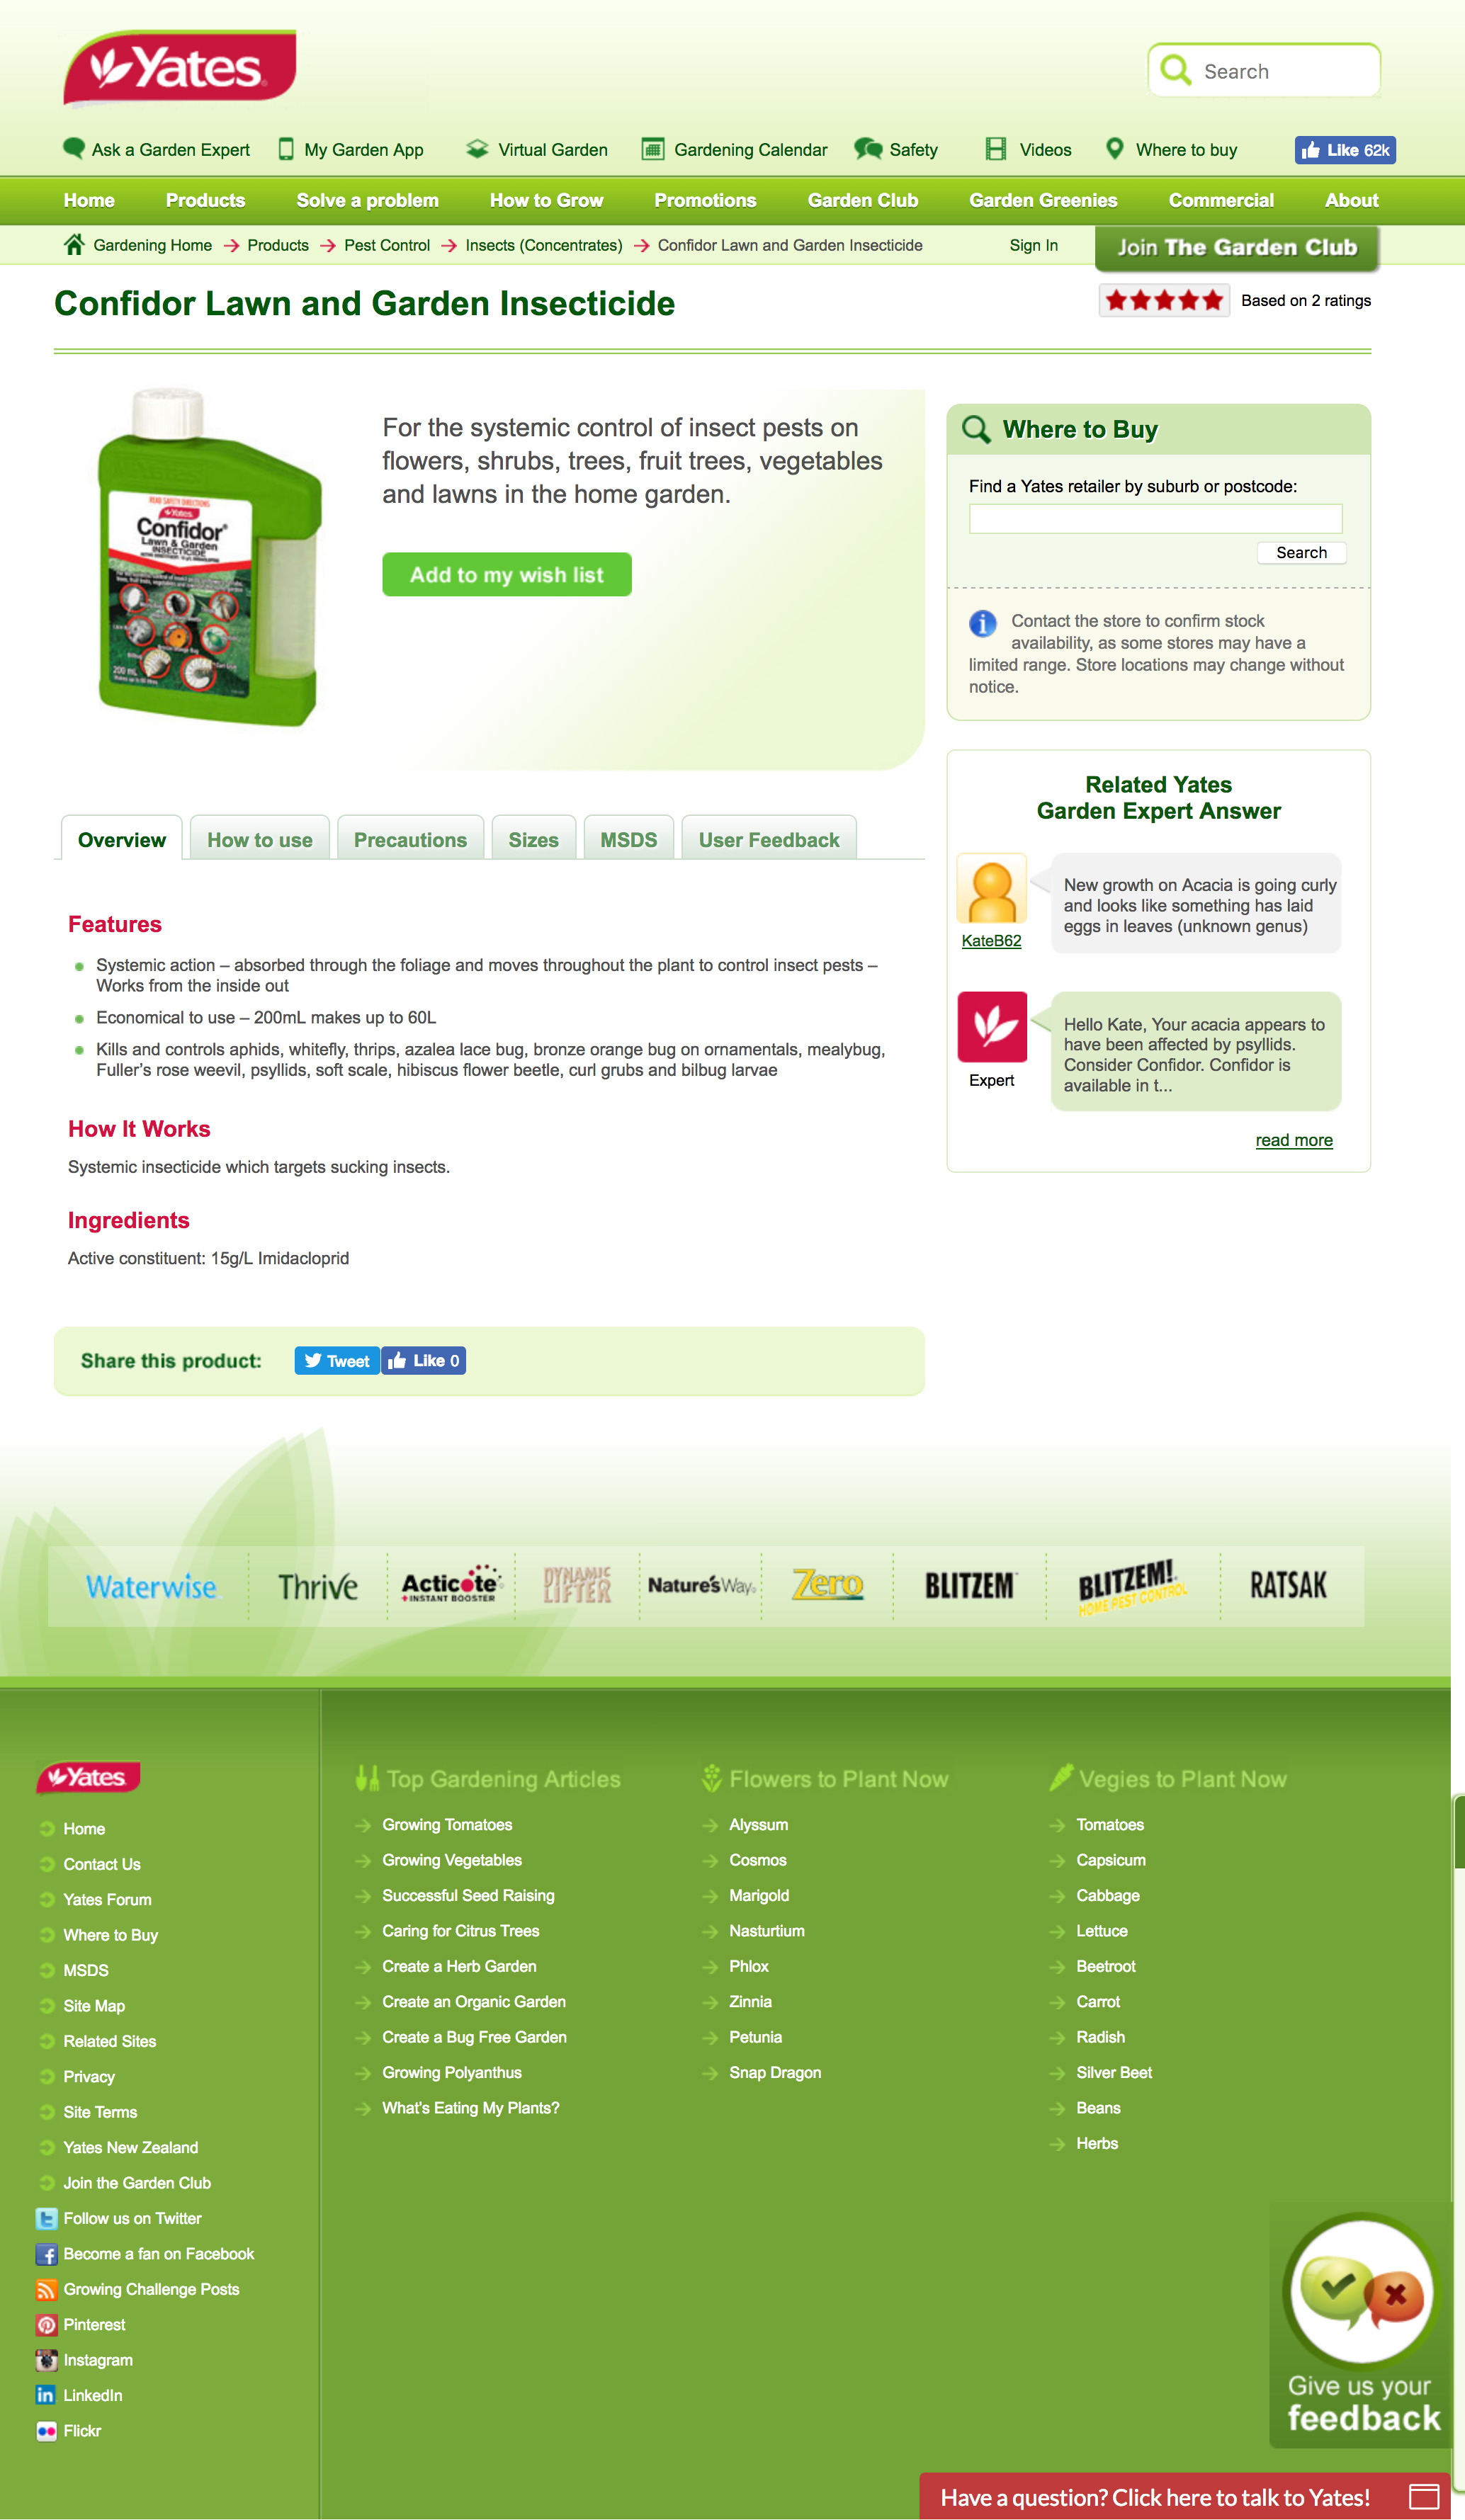 Yates
Search
Ask a Garden Expert
My Garden App
Virtual Garden
Gardening Calendar
Safety
Videos
Where to buy
Like 62k
Home
Products
Solve a problem
How to Grow
Promotions
Garden Club
Garden Greenies
Commercial
About
Gardening Home
Products
Pest Control
Insects (Concentrates)
Confidor Lawn and Garden Insecticide
Sign In
Join The Garden Club
Confidor Lawn and Garden Insecticide
Based on 2 ratings
READ SAFETY DIRECTIONS
Yates
Confidor®
Lawn & Garden
INSECTICIDE
200 mL
For the systemic control of insect pests on
flowers, shrubs, trees, fruit trees, vegetables
and lawns in the home garden.
Add to my wish list
Where to Buy
Find a Yates retailer by suburb or postcode:
Search
Contact the store to confirm stock
availability, as some stores may have a
limited range. Store locations may change without
notice.
Related Yates
Garden Expert Answer
KateB62
New growth on Acacia is going curly
and looks like something has laid
eggs in leaves (unknown genus)
Expert
Hello Kate, Your acacia appears to
have been affected by psyllids.
Consider Confidor. Confidor is
available in t...
read more
Overview
How to use
Precautions
Sizes
MSDS
User Feedback
Features
Systemic action – absorbed through the foliage and moves throughout the plant to control insect pests –
Works from the inside out
Economical to use – 200mL makes up to 60L
Kills and controls aphids, whitefly, thrips, azalea lace bug, bronze orange bug on ornamentals, mealybug,
Fuller's rose weevil, psyllids, soft scale, hibiscus flower beetle, curl grubs and bilbug larvae
How It Works
Systemic insecticide which targets sucking insects.
Ingredients
Active constituent: 15g/L Imidacloprid
Share this product:
Tweet
Like 0
Waterwise
Thrive
Acticote
+INSTANT BOOSTER
DYNAMIC
LIFTER
Nature's Way
Zero
BLITZEM
BLITZEM!
HOME PEST CONTROL
RATSAK
Yates
Home
Contact Us
Yates Forum
Where to Buy
MSDS
Site Map
Related Sites
Privacy
Site Terms
Yates New Zealand
Join the Garden Club
Follow us on Twitter
Become a fan on Facebook
Growing Challenge Posts
Pinterest
Instagram
LinkedIn
Flickr
Top Gardening Articles
Growing Tomatoes
Growing Vegetables
Successful Seed Raising
Caring for Citrus Trees
Create a Herb Garden
Create an Organic Garden
Create a Bug Free Garden
Growing Polyanthus
What's Eating My Plants?
Flowers to Plant Now
Alyssum
Cosmos
Marigold
Nasturtium
Phlox
Zinnia
Petunia
Snap Dragon
Vegies to Plant Now
Tomatoes
Capsicum
Cabbage
Lettuce
Beetroot
Carrot
Radish
Silver Beet
Beans
Herbs
Give us your
feedback
Have a question? Click here to talk to Yates!